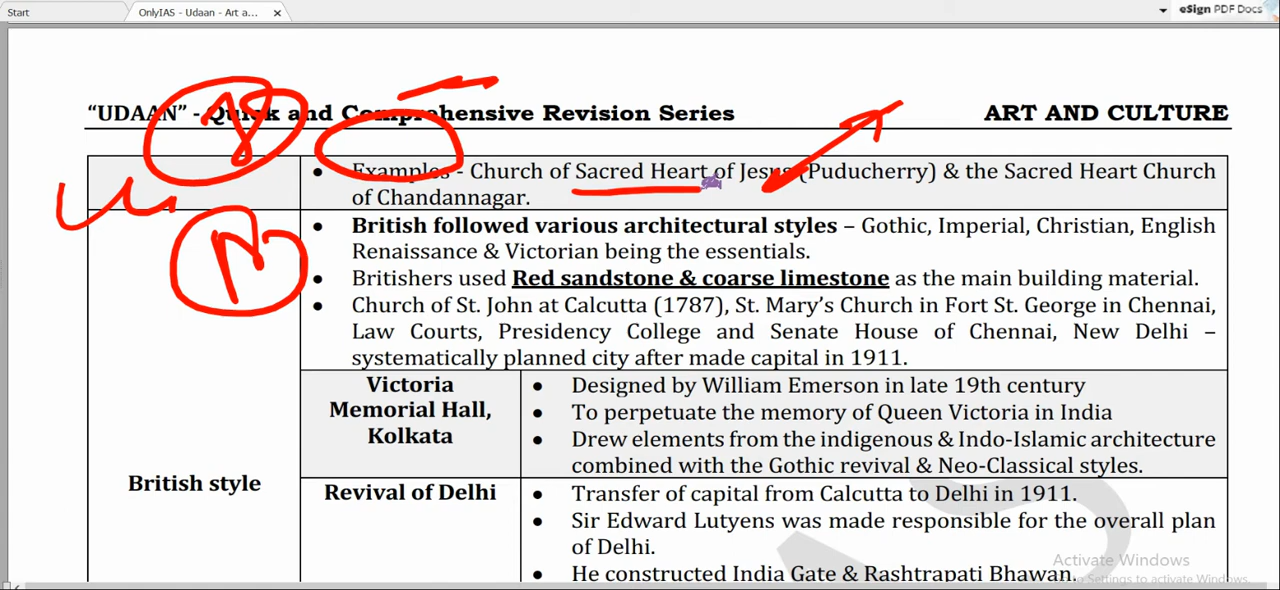 Start
OnlyIAS - Udaan - Art a...
eSign PDF Docs
“UDAAN” - Quick and Comprehensive Revision Series
ART AND CULTURE
• Examples - Church of Sacred Heart of Jesus (Puducherry) & the Sacred Heart Church
of Chandannagar.
British style
• British followed various architectural styles – Gothic, Imperial, Christian, English
Renaissance & Victorian being the essentials.
• Britishers used Red sandstone & coarse limestone as the main building material.
• Church of St. John at Calcutta (1787), St. Mary’s Church in Fort St. George in Chennai,
Law Courts, Presidency College and Senate House of Chennai, New Delhi –
systematically planned city after made capital in 1911.
Victoria
Memorial Hall,
Kolkata
• Designed by William Emerson in late 19th century
• To perpetuate the memory of Queen Victoria in India
• Drew elements from the indigenous & Indo-Islamic architecture
combined with the Gothic revival & Neo-Classical styles.
Revival of Delhi
• Transfer of capital from Calcutta to Delhi in 1911.
• Sir Edward Lutyens was made responsible for the overall plan
of Delhi.
• He constructed India Gate & Rashtrapati Bhawan.
Activate Windows
Go to Settings to activate Windows.